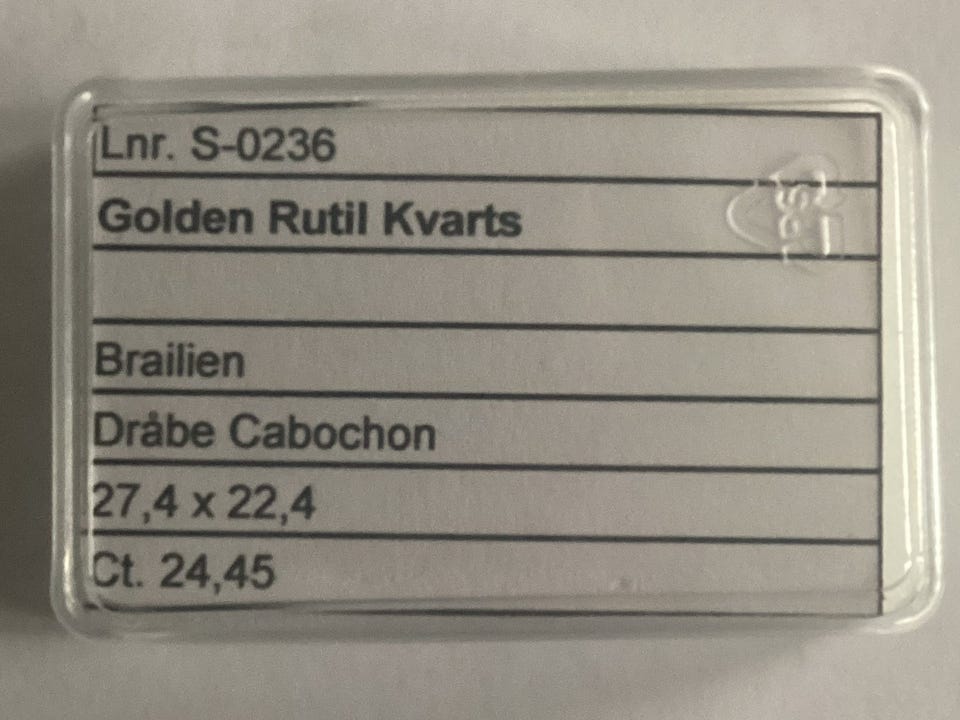 Lnr. S-0236
Golden Rutil Kvarts
Brailien
Dråbe Cabochon
27,4 x 22,4
Ct. 24,45